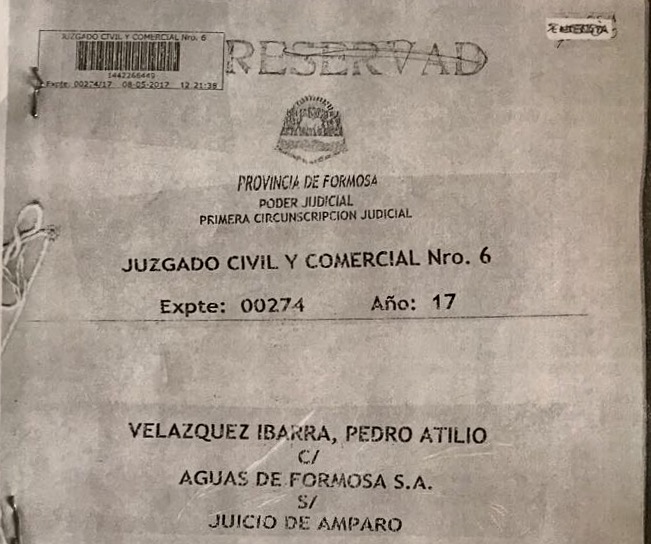 JUZGADO CIVIL Y COMERCIAL Nro. 6
1442266449
Expte: 00274/17 08-05-2017 12 21:38
RESERVAD
PROVINCIA DE FORMOSA
PODER JUDICIAL
PRIMERA CIRCUNSCRIPCION JUDICIAL
JUZGADO CIVIL Y COMERCIAL Nro. 6
Expte: 00274 Año: 17
VELAZQUEZ IBARRA, PEDRO ATILIO
C/
AGUAS DE FORMOSA S.A.
S/
JUICIO DE AMPARO